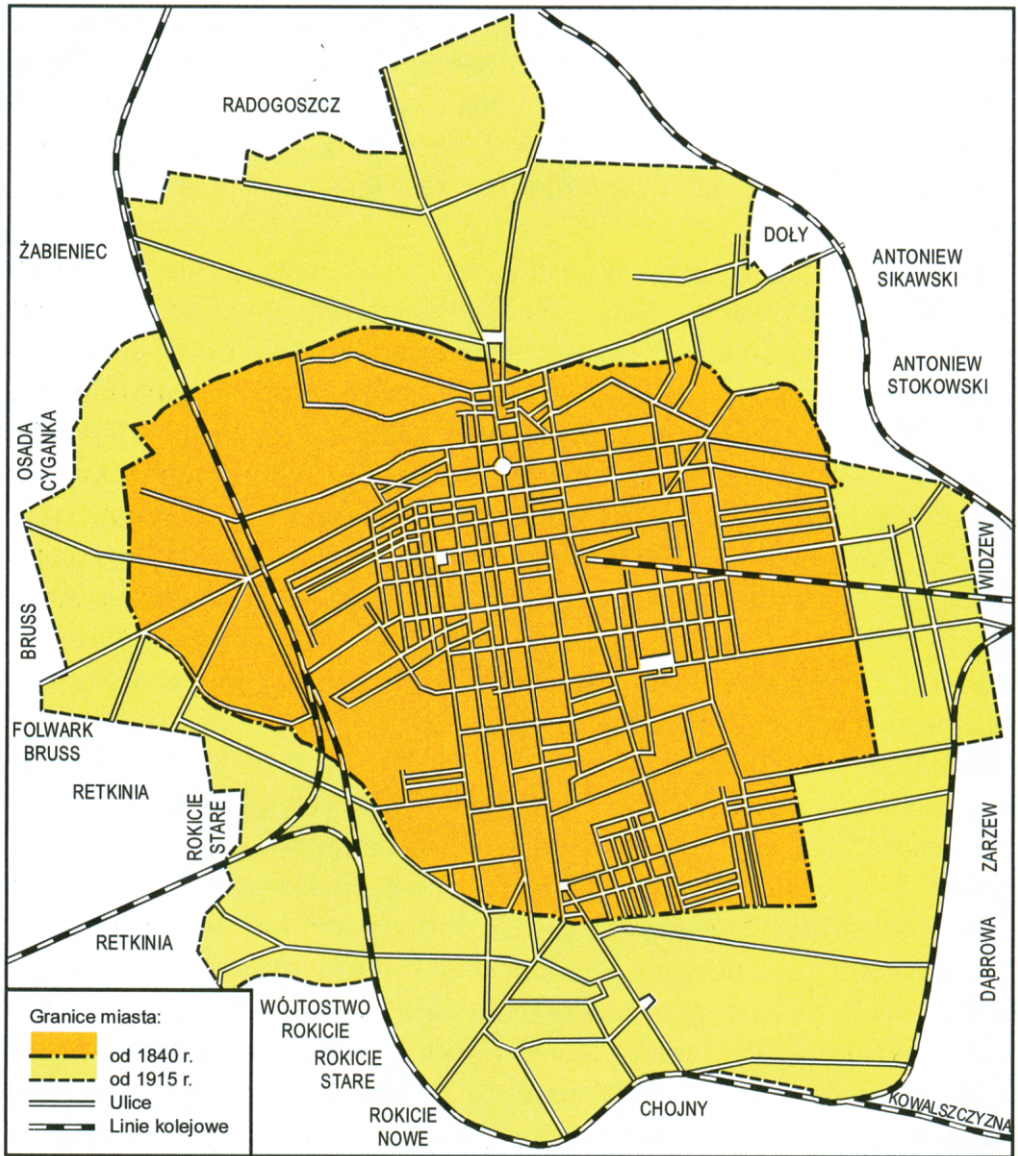 RADOGOSZCZ
ŻABIENIEC
DOŁY
ANTONIEW
SIKAWSKI
ANTONIEW
STOKOWSKI
OSADA
CYGANKA
WIDZEW
BRUSS
FOLWARK
BRUSS
RETKINIA
ROKICIE
STARE
ZARZEW
RETKINIA
DĄBROWA
WÓJTOSTWO
ROKICIE
ROKICIE
STARE
ROKICIE
NOWE
CHOJNY
KOWALSZCZYZNA
Granice miasta:
od 1840 r.
od 1915 r.
Ulice
Linie kolejowe